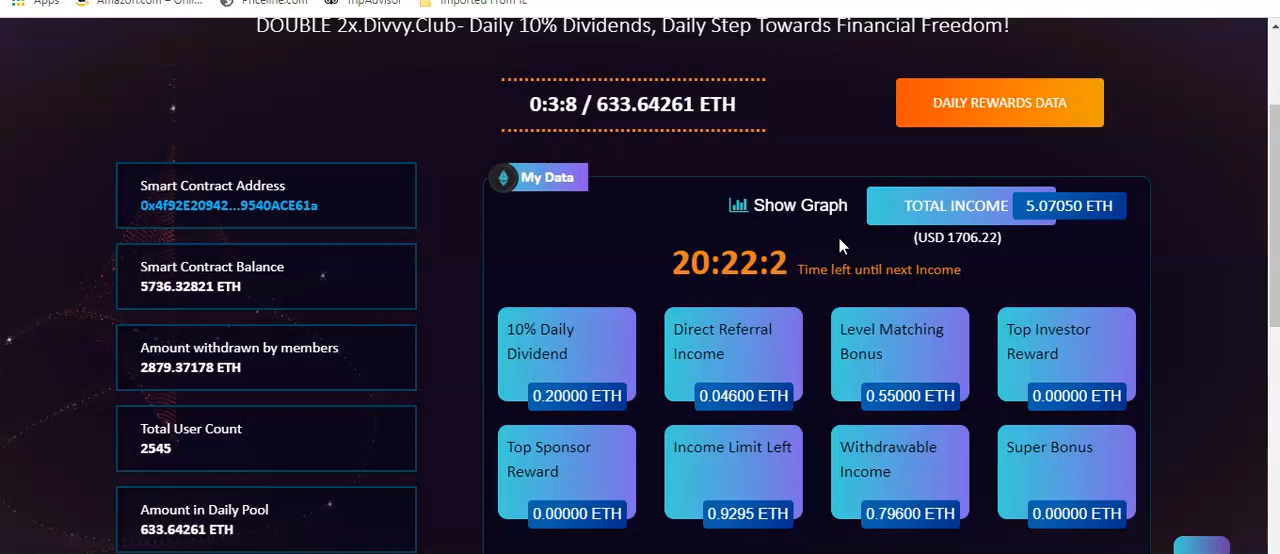 Apps
Amazon.com – Onli...
Priceline.com
TripAdvisor
Imported From IE
DOUBLE 2x.Divvy.Club- Daily 10% Dividends, Daily Step Towards Financial Freedom!
0:3:8 / 633.64261 ETH
DAILY REWARDS DATA
Smart Contract Address
0x4f92E20942...9540ACE61a
Smart Contract Balance
5736.32821 ETH
Amount withdrawn by members
2879.37178 ETH
Total User Count
2545
Amount in Daily Pool
633.64261 ETH
My Data
Show Graph
TOTAL INCOME 5.07050 ETH
(USD 1706.22)
20:22:2 Time left until next Income
10% Daily
Dividend
0.20000 ETH
Direct Referral
Income
0.04600 ETH
Level Matching
Bonus
0.55000 ETH
Top Investor
Reward
0.00000 ETH
Top Sponsor
Reward
0.00000 ETH
Income Limit Left
0.9295 ETH
Withdrawable
Income
0.79600 ETH
Super Bonus
0.00000 ETH